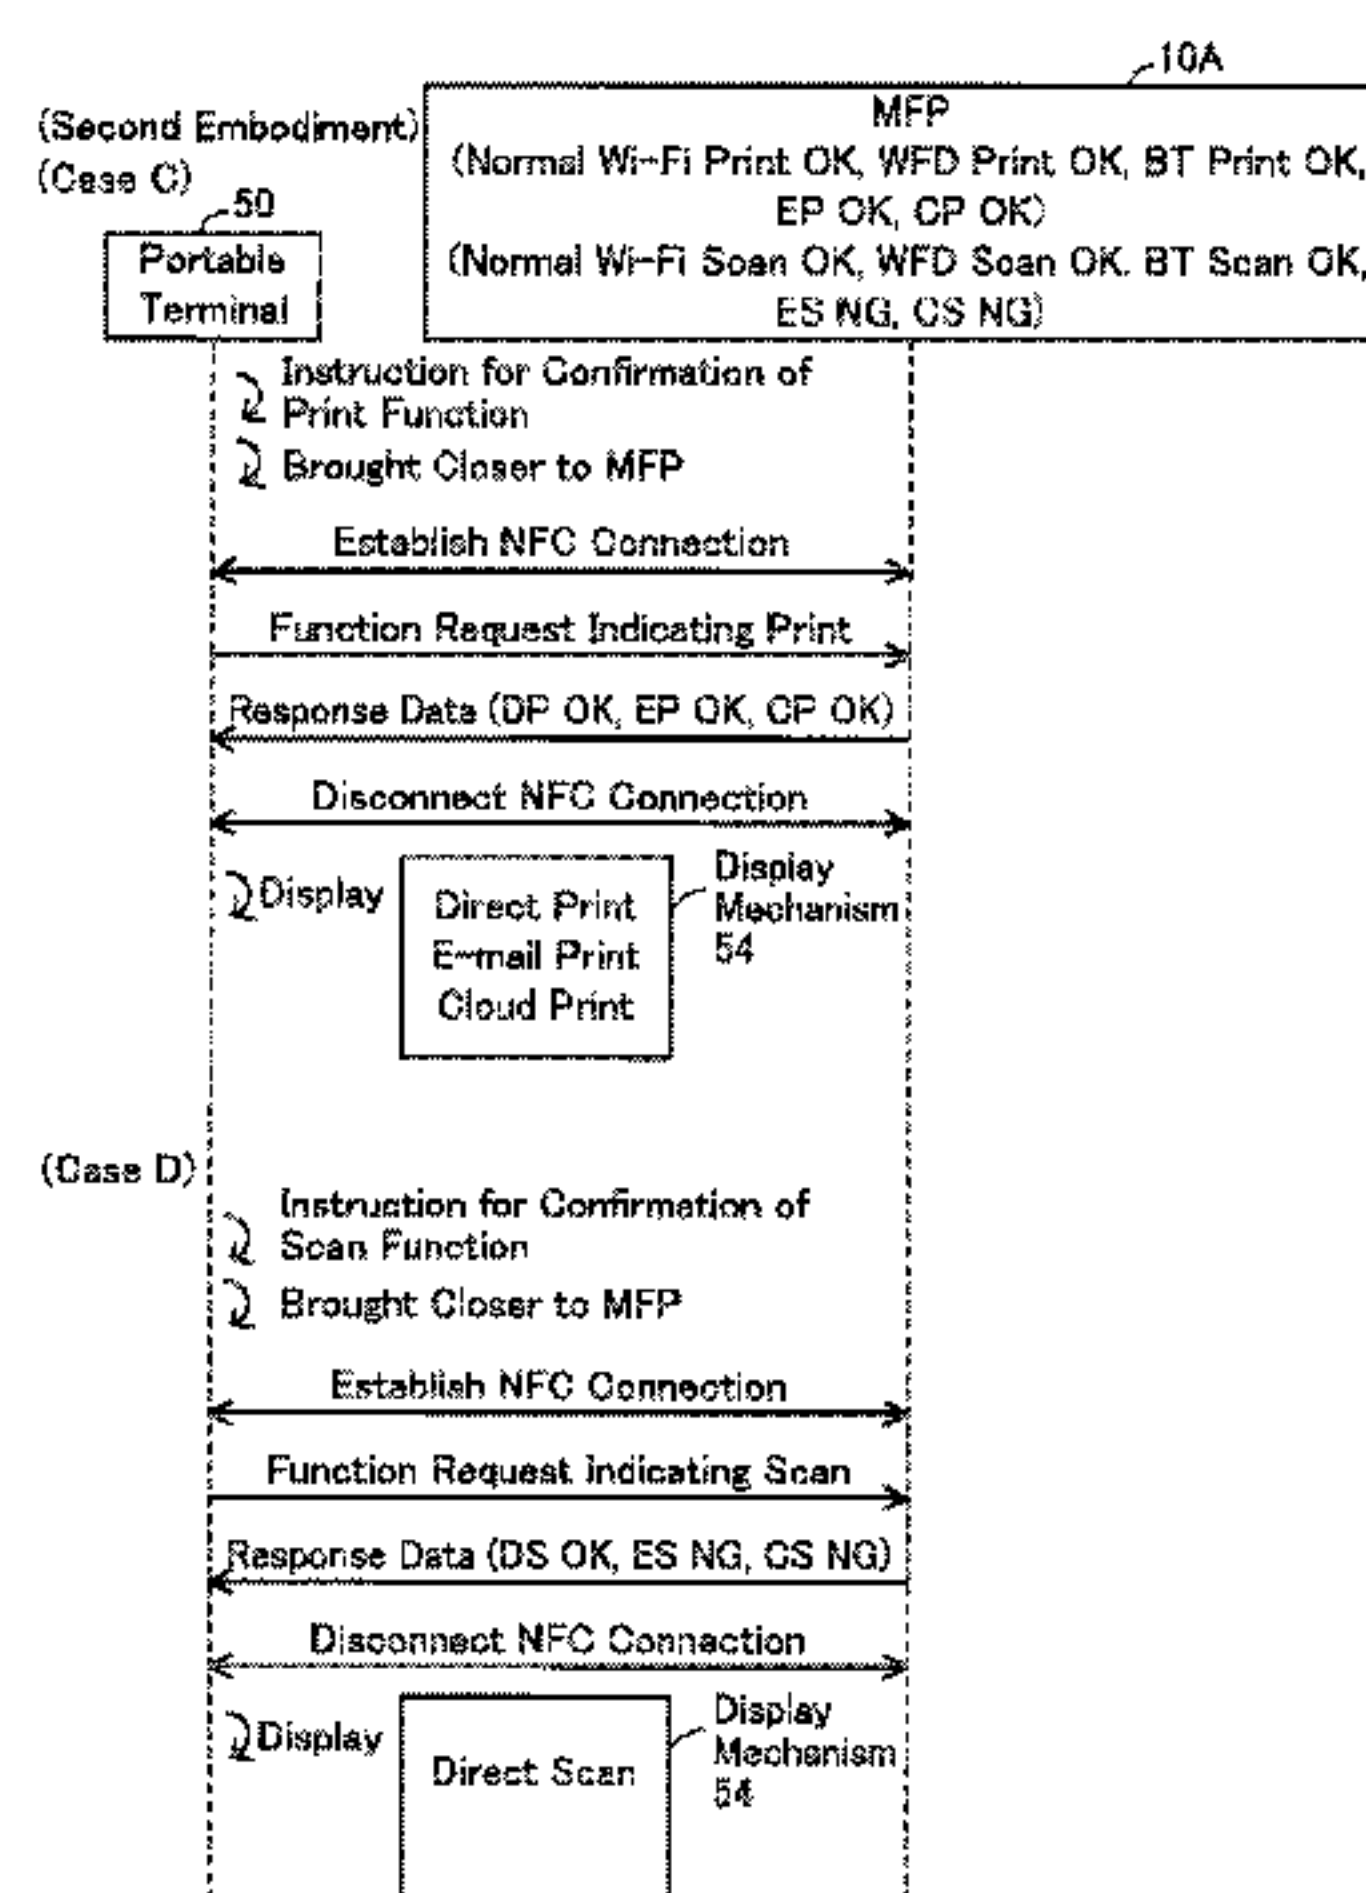 10A
(Second Embodiment)
(Case C)
50
Portable
Terminal
MFP
(Normal Wi-Fi Print OK, WFD Print OK, BT Print OK,
EP OK, CP OK)
(Normal Wi-Fi Scan OK, WFD Scan OK. BT Scan OK,
ES NG, CS NG)
Instruction for Confirmation of
Print Function
Brought Closer to MFP
Establish NFC Connection
Function Request Indicating Print
Response Data (DP OK, EP OK, CP OK)
Disconnect NFC Connection
Display
Direct Print
E-mail Print
Cloud Print
Display
Mechanism
54
(Case D)
Instruction for Confirmation of
Scan Function
Brought Closer to MFP
Establish NFC Connection
Function Request Indicating Scan
Response Data (DS OK, ES NG, CS NG)
Disconnect NFC Connection
Display
Direct Scan
Display
Mechanism
54